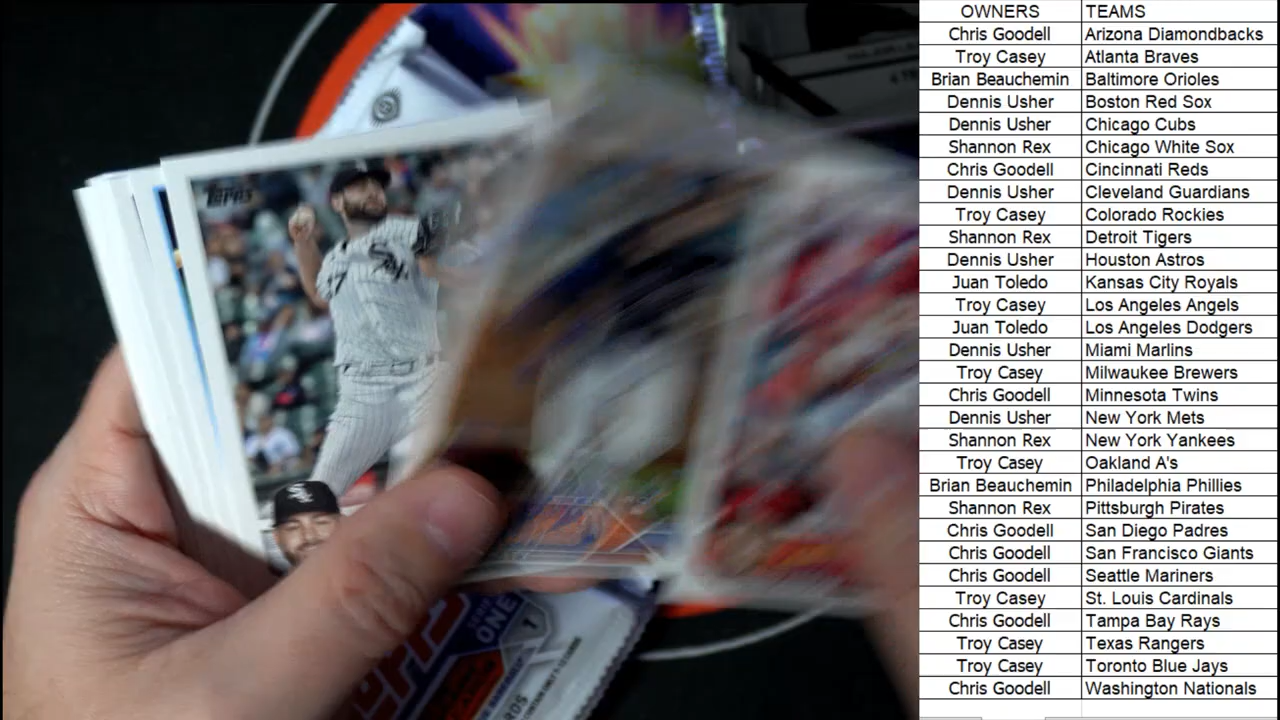 OWNERS TEAMS
Chris Goodell Arizona Diamondbacks
Troy Casey Atlanta Braves
Brian Beauchemin Baltimore Orioles
Dennis Usher Boston Red Sox
Dennis Usher Chicago Cubs
Shannon Rex Chicago White Sox
Chris Goodell Cincinnati Reds
Dennis Usher Cleveland Guardians
Troy Casey Colorado Rockies
Shannon Rex Detroit Tigers
Dennis Usher Houston Astros
Juan Toledo Kansas City Royals
Troy Casey Los Angeles Angels
Juan Toledo Los Angeles Dodgers
Dennis Usher Miami Marlins
Troy Casey Milwaukee Brewers
Chris Goodell Minnesota Twins
Dennis Usher New York Mets
Shannon Rex New York Yankees
Troy Casey Oakland A's
Brian Beauchemin Philadelphia Phillies
Shannon Rex Pittsburgh Pirates
Chris Goodell San Diego Padres
Chris Goodell San Francisco Giants
Chris Goodell Seattle Mariners
Troy Casey St. Louis Cardinals
Chris Goodell Tampa Bay Rays
Troy Casey Texas Rangers
Troy Casey Toronto Blue Jays
Chris Goodell Washington Nationals
Topps
Sox
7
ONE
1